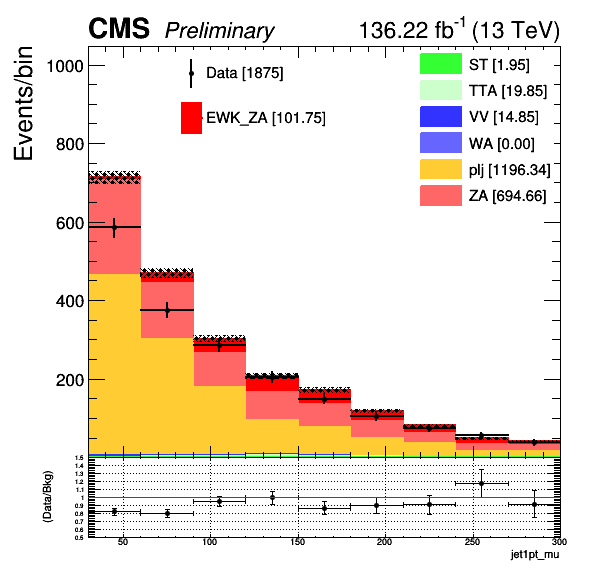 CMS Preliminary 136.22 fb-1 (13 TeV)
Events/bin
1000
800
600
400
200
Data [1875]
EWK_ZA [101.75]
ST [1.95]
TTA [19.85]
VV [14.85]
WA [0.00]
plj [1196.34]
ZA [694.66]
(Data/Bkg)
1.5
1.4
1.3
1.2
1.1
1
0.9
0.8
0.7
0.6
0.5
50 100 150 200 250 300
jet1pt_mu